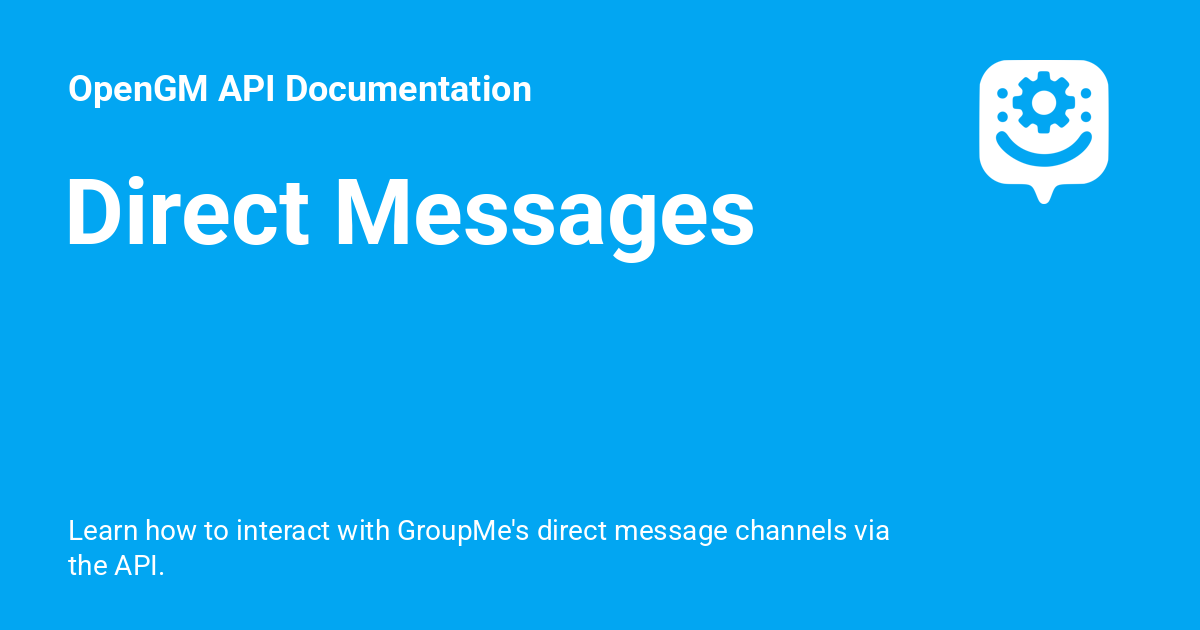 OpenGM API Documentation
Direct Messages
Learn how to interact with GroupMe's direct message channels via
the API.